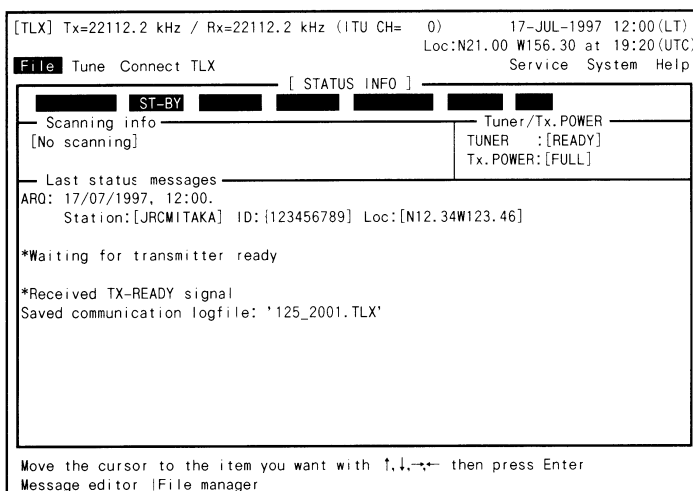 [TLX] Tx=22112.2 kHz / Rx=22112.2 kHz (ITU CH= 0) 17-JUL-1997 12:00(LT)
Loc:N21.00 W156.30 at 19:20(UTC)
File Tune Connect TLX Service System Help
[ STATUS INFO ]
ST-BY
Scanning info
[No scanning]
Tuner/Tx.POWER
TUNER :[READY]
Tx.POWER:[FULL]
Last status messages
ARQ: 17/07/1997, 12:00.
Station:[JRCMITAKA] ID:{123456789] Loc:[N12.34W123.46]
*Waiting for transmitter ready
*Received TX-READY signal
Saved communication logfile: '125_2001.TLX'
Move the cursor to the item you want with ↑,↓,→,← then press Enter
Message editor |File manager